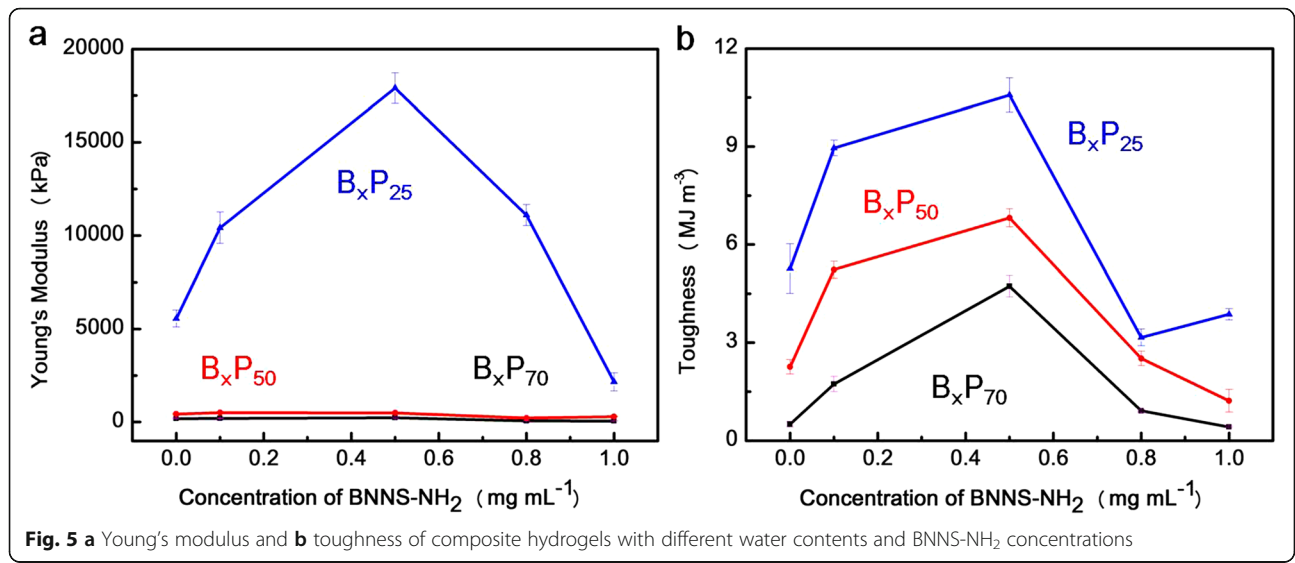 a
20000
15000
10000
5000
0
Young's Modulus (kPa)
BxP25
BxP50
BxP70
0.0 0.2 0.4 0.6 0.8 1.0
Concentration of BNNS-NH2 (mg mL-1)
b
12
9
6
3
0
Toughness (MJ m-3)
BxP25
BxP50
BxP70
0.0 0.2 0.4 0.6 0.8 1.0
Concentration of BNNS-NH2 (mg mL-1)
Fig. 5 a Young's modulus and b toughness of composite hydrogels with different water contents and BNNS-NH2 concentrations